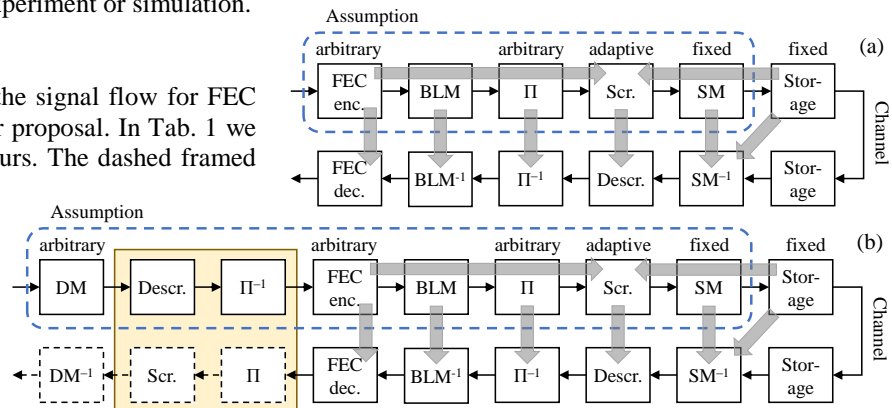 xperiment or simulation.
the signal flow for FEC
r proposal. In Tab. 1 we
urs. The dashed framed
Assumption
arbitrary arbitrary adaptive fixed fixed (a)
FEC enc. BLM Π Scr. SM Stor-age
Channel
FEC dec. BLM-1 Π-1 Descr. SM-1 Stor-age
Assumption
arbitrary arbitrary arbitrary adaptive fixed fixed (b)
DM Descr. Π-1 FEC enc. BLM Π Scr. SM Stor-age
Channel
DM-1 Scr. Π FEC dec. BLM-1 Π-1 Descr. SM-1 Stor-age